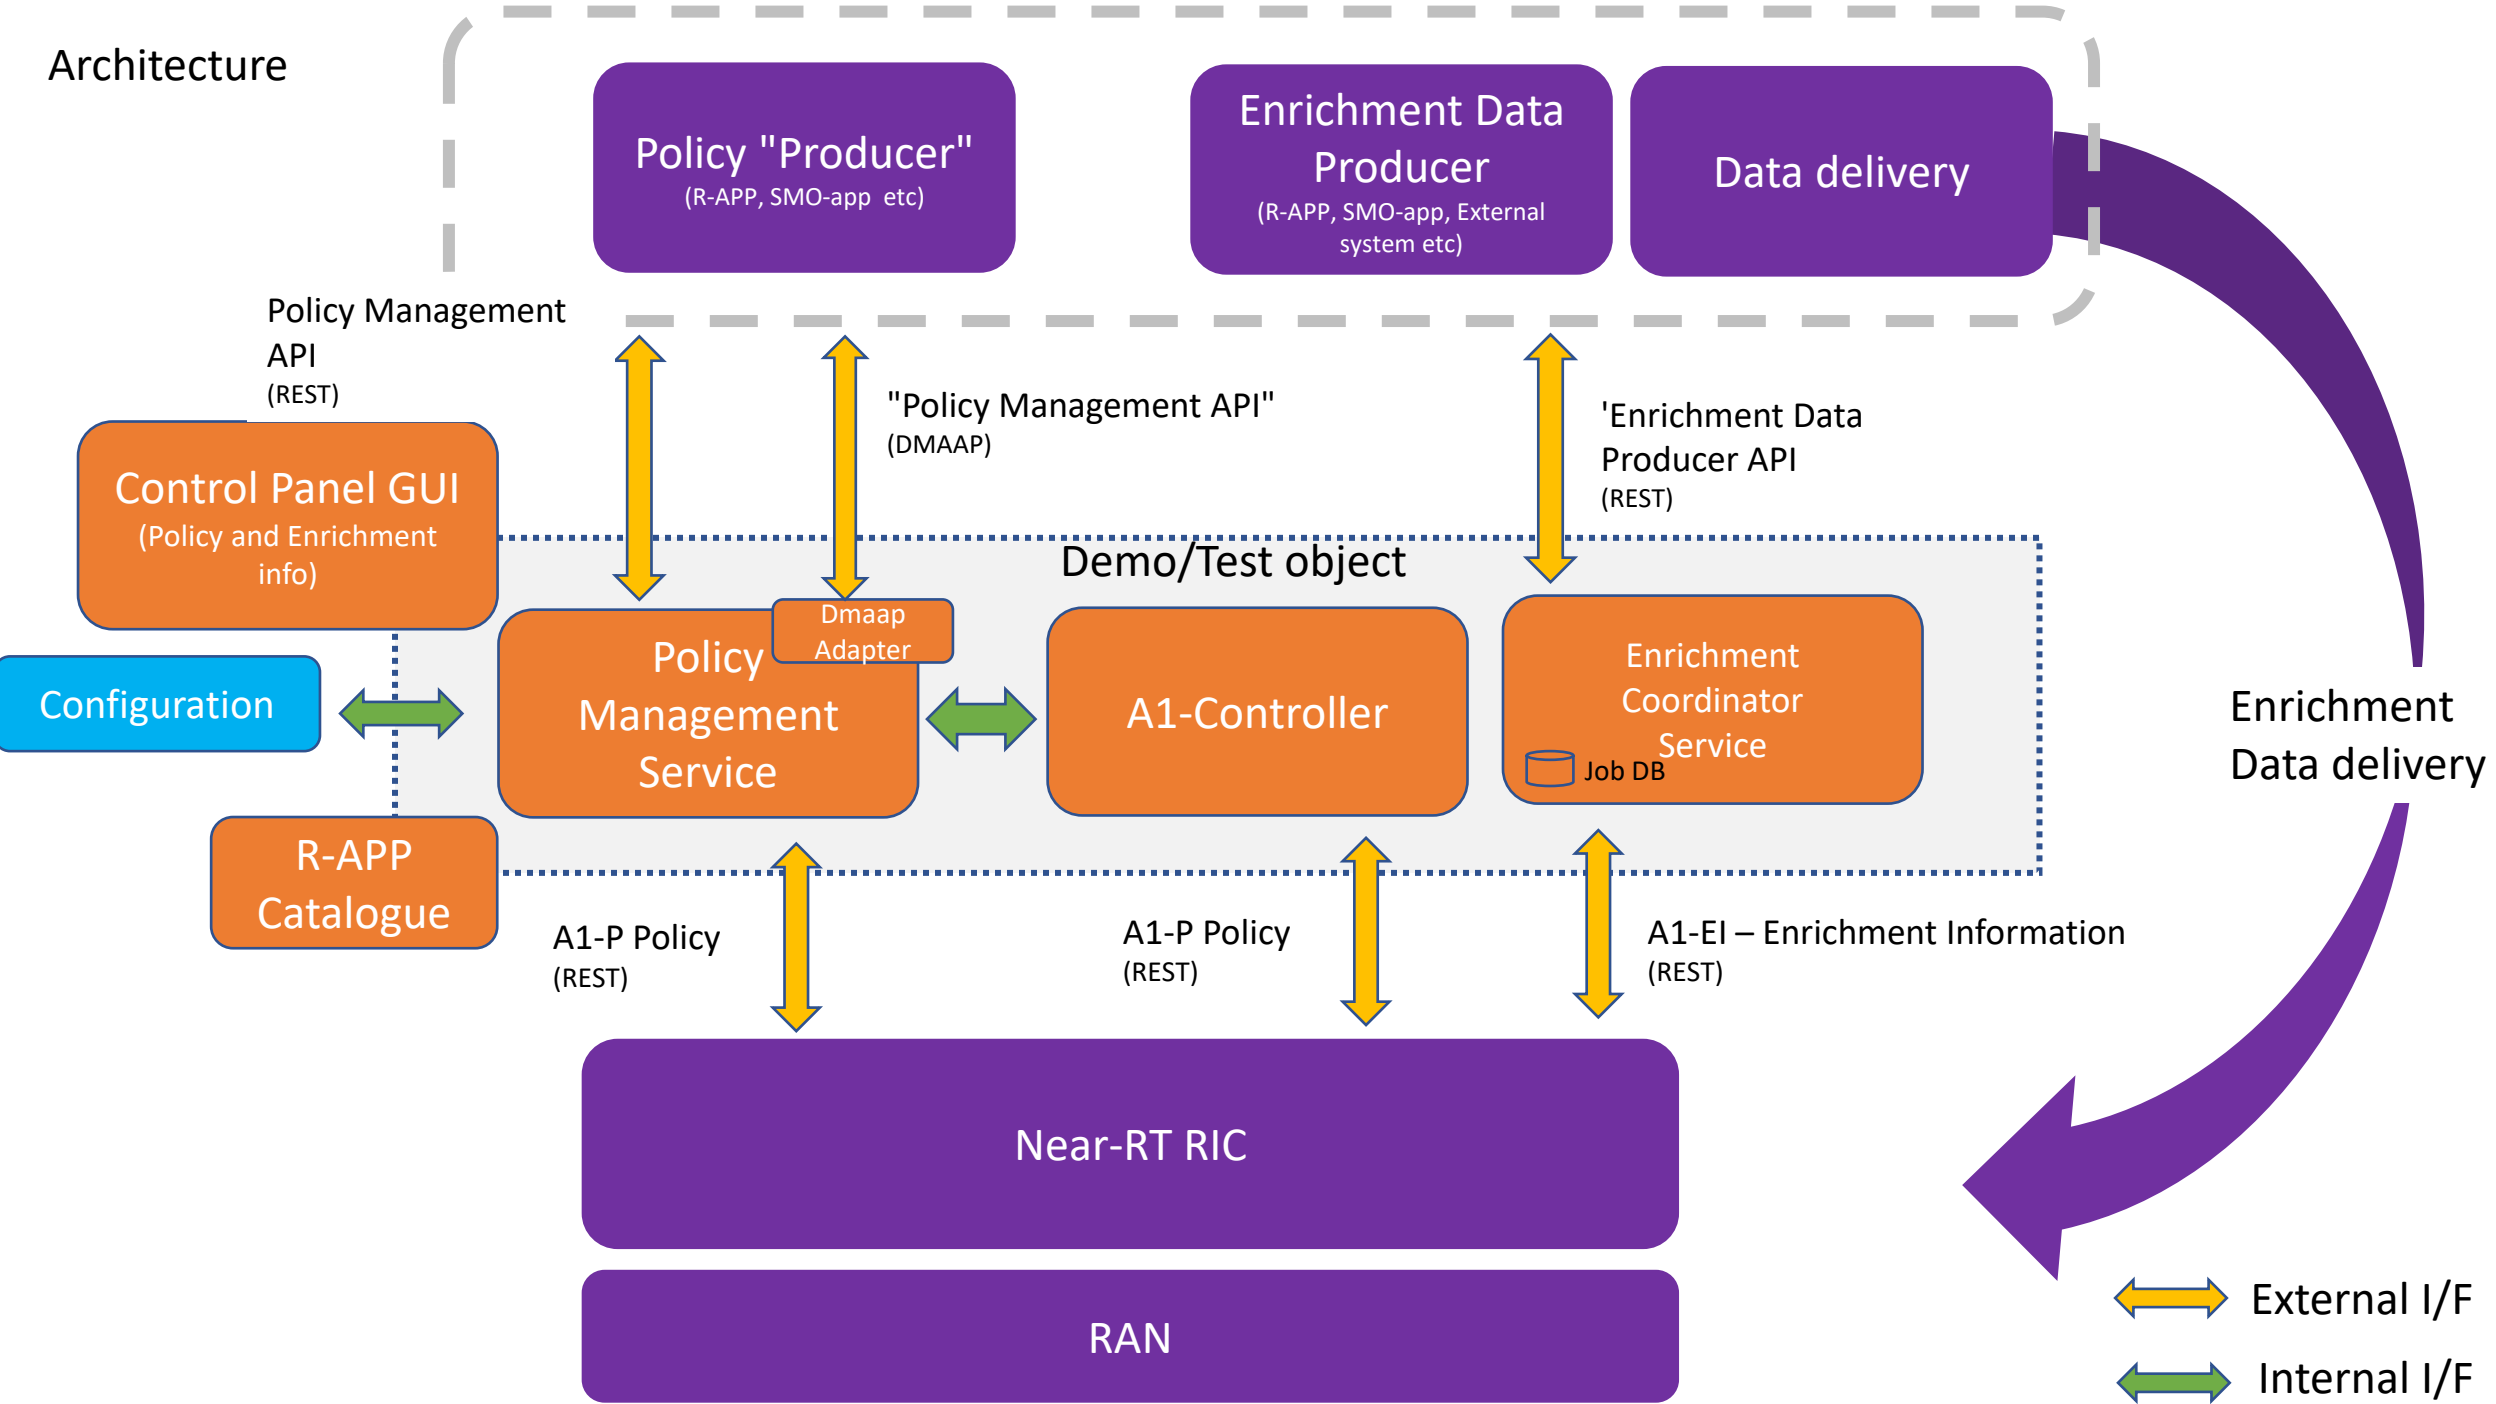 Architecture
Policy "Producer"
(R-APP, SMO-app  etc)
Enrichment Data
Producer
(R-APP, SMO-app, External
system etc)
Data delivery
Policy Management
API
(REST)
"Policy Management API"
(DMAAP)
'Enrichment Data
Producer API
(REST)
Control Panel GUI
(Policy and Enrichment
info)
Demo/Test object
Dmaap
Adapter
Policy
Management
Service
A1-Controller
Enrichment
Coordinator
Service
Job DB
Configuration
Enrichment
Data delivery
R-APP
Catalogue
A1-P Policy
(REST)
A1-P Policy
(REST)
A1-EI – Enrichment Information
(REST)
Near-RT RIC
RAN
External I/F
Internal I/F